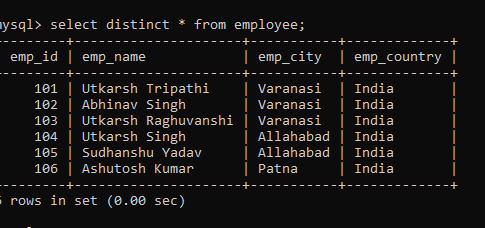 mysql> select distinct * from employee;
emp_id | emp_name | emp_city | emp_country |
101 | Utkarsh Tripathi | Varanasi | India |
102 | Abhinav Singh | Varanasi | India |
103 | Utkarsh Raghuvanshi | Varanasi | India |
104 | Utkarsh Singh | Allahabad | India |
105 | Sudhanshu Yadav | Allahabad | India |
106 | Ashutosh Kumar | Patna | India |
rows in set (0.00 sec)